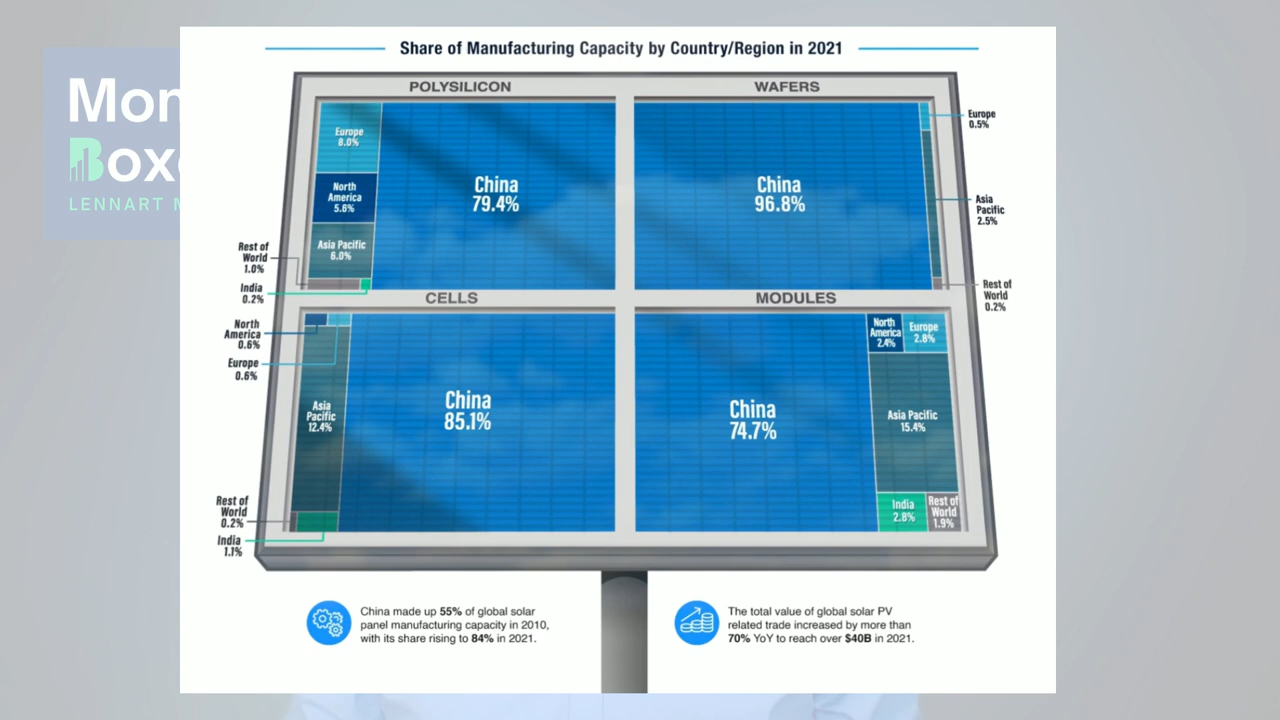 Share of Manufacturing Capacity by Country/Region in 2021
Mon
Boxe
LENNART M
POLYSILICON
Europe
8.0%
North
America
5.6%
Asia Pacific
6.0%
Rest of
World
1.0%
India
0.2%
China
79.4%
WAFERS
China
96.8%
Europe
0.5%
Asia
Pacific
2.5%
Rest of
World
0.2%
CELLS
North
America
0.6%
Europe
0.6%
Asia
Pacific
12.4%
Rest of
World
0.2%
India
1.1%
China
85.1%
MODULES
China
74.7%
North
America
2.4%
Europe
2.8%
Asia Pacific
15.4%
India
2.8%
Rest of
World
1.9%
China made up 55% of global solar
panel manufacturing capacity in 2010,
with its share rising to 84% in 2021.
The total value of global solar PV
related trade increased by more than
70% YoY to reach over $40B in 2021.